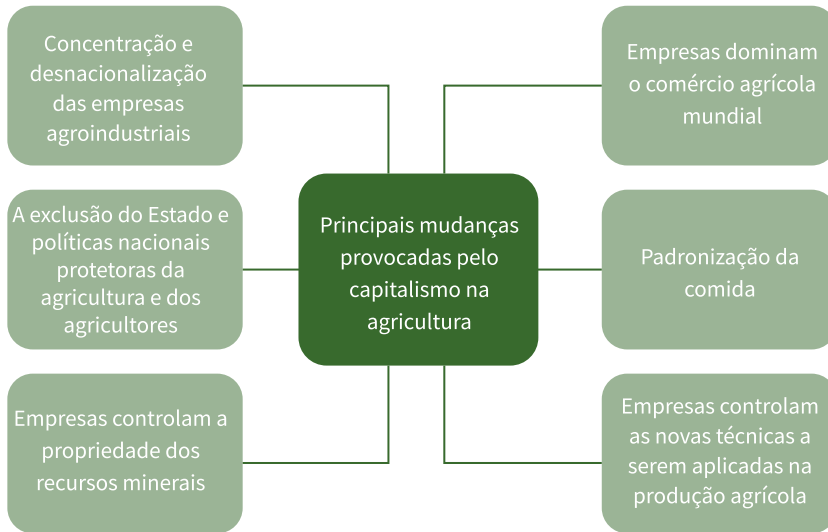 Concentração e
desnacionalização
das empresas
agroindustriais
A exclusão do Estado e
políticas nacionais
protetoras da
agricultura e dos
agricultores
Empresas controlam a
propriedade dos
recursos minerais
Principais mudanças
provocadas pelo
capitalismo na
agricultura
Empresas dominam
o comércio agrícola
mundial
Padronização da
comida
Empresas controlam
as novas técnicas a
serem aplicadas na
produção agrícola